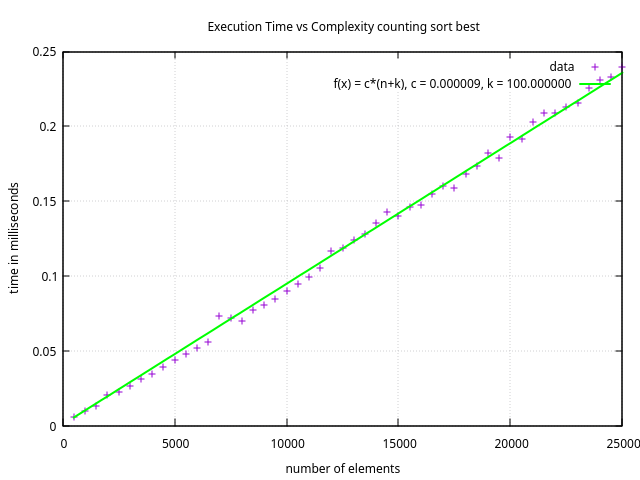 Execution Time vs Complexity counting sort best
0.25
data
f(x) = c*(n+k), c = 0.000009, k = 100.000000
0.2
0.15
time in milliseconds
0.1
0.05
0
0 5000 10000 15000 20000 25000
number of elements